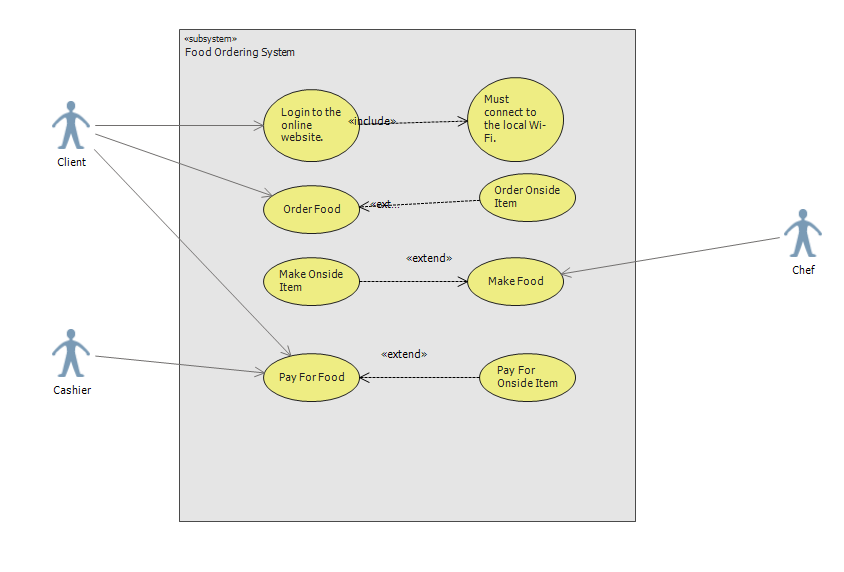 «subsystem»
Food Ordering System
Login to the
online
website.
«include»
Must
connect to
the local Wi-
Fi.
Client
Order Food
«ext...
Order Onside
Item
Make Onside
Item
«extend»
Make Food
Chef
Cashier
Pay For Food
«extend»
Pay For
Onside Item